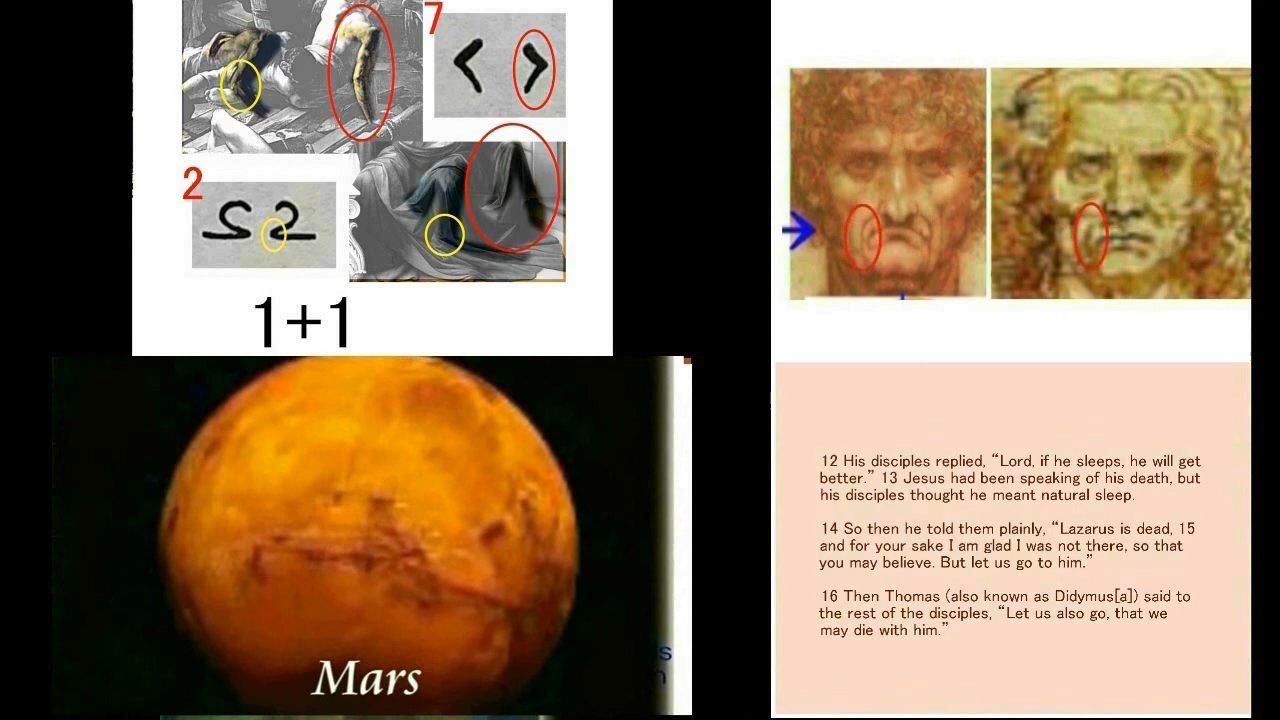 7
2
1+1
Mars
12 His disciples replied, “Lord, if he sleeps, he will get
better.” 13 Jesus had been speaking of his death, but
his disciples thought he meant natural sleep.
14 So then he told them plainly, “Lazarus is dead, 15
and for your sake I am glad I was not there, so that
you may believe. But let us go to him.”
16 Then Thomas (also known as Didymus[a]) said to
the rest of the disciples, “Let us also go, that we
may die with him.”